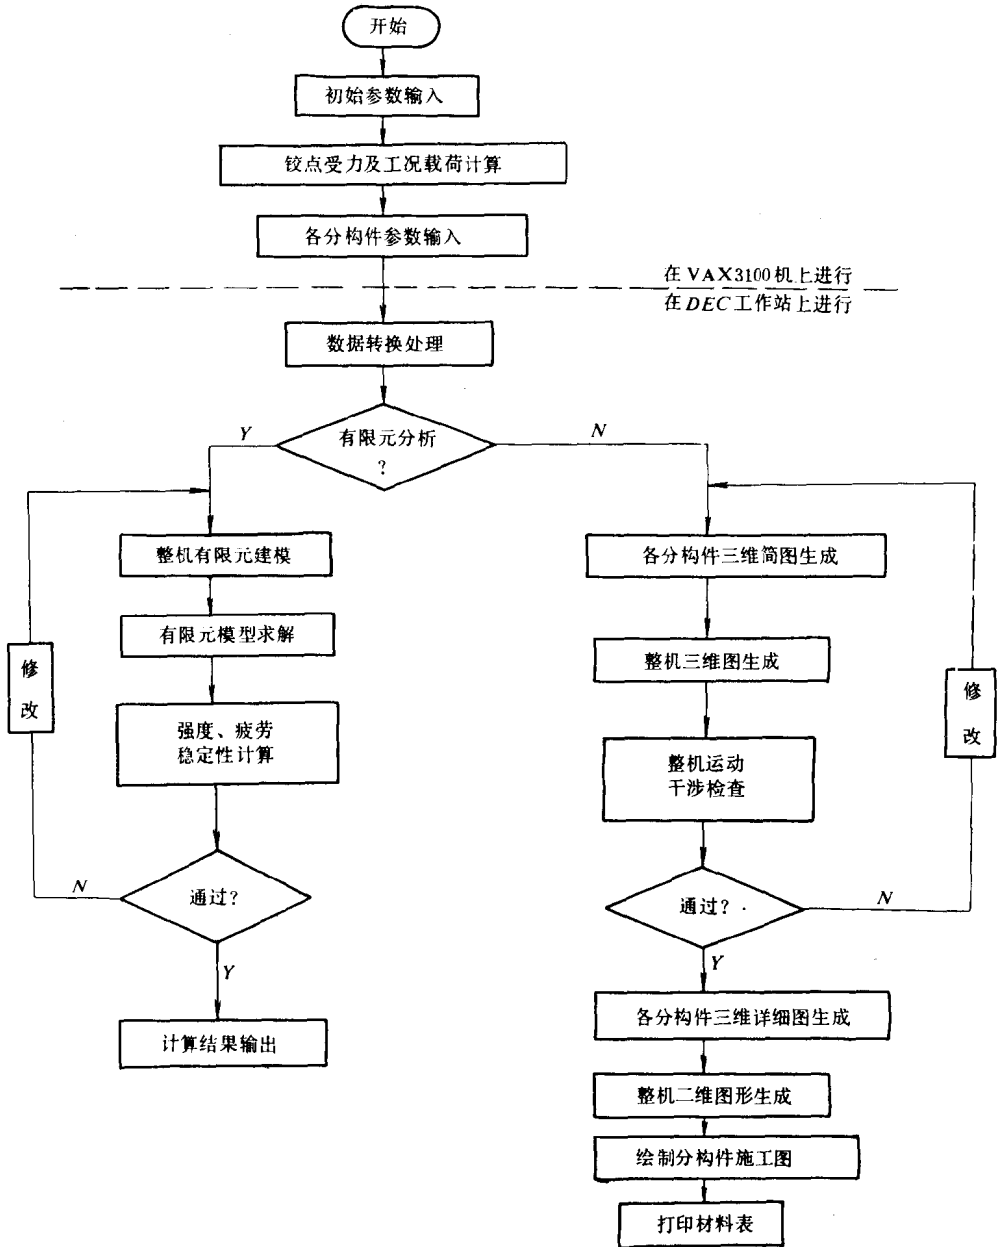 开始
初始参数输入
铰点受力及工况载荷计算
各分构件参数输入
在VAX3100机上进行
在DEC工作站上进行
数据转换处理
有限元分析
?
Y
N
整机有限元建模
有限元模型求解
强度、疲劳
稳定性计算
修
改
通过?
N
Y
计算结果输出
各分构件三维简图生成
整机三维图生成
整机运动
干涉检查
修
改
通过?
N
Y
各分构件三维详细图生成
整机二维图形生成
绘制分构件施工图
打印材料表